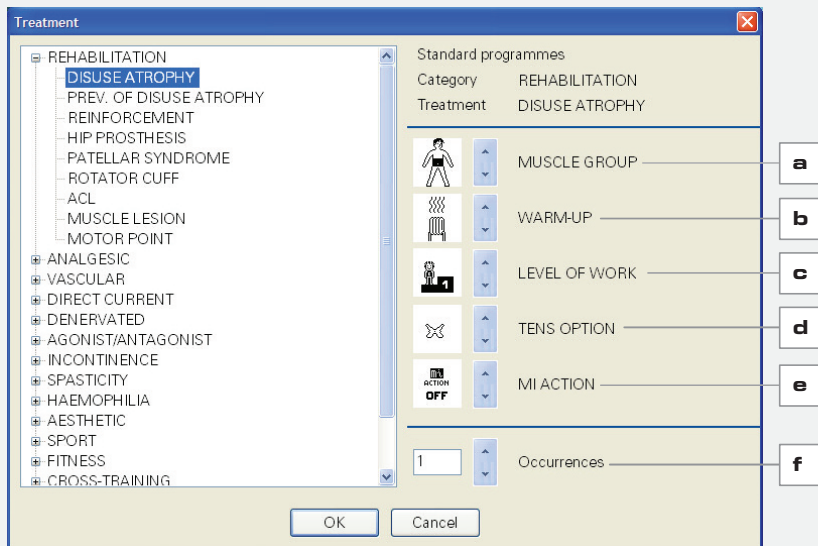 Treatment
REHABILITATION
DISUSE ATROPHY
PREV. OF DISUSE ATROPHY
REINFORCEMENT
HIP PROSTHESIS
PATELLAR SYNDROME
ROTATOR CUFF
ACL
MUSCLE LESION
MOTOR POINT
ANALGESIC
VASCULAR
DIRECT CURRENT
DENERVATED
AGONIST/ANTAGONIST
INCONTINENCE
SPASTICITY
HAEMOPHILIA
AESTHETIC
SPORT
FITNESS
CROSS-TRAINING
Standard programmes
Category REHABILITATION
Treatment DISUSE ATROPHY
MUSCLE GROUP a
WARM-UP b
1 LEVEL OF WORK c
TENS OPTION d
mi
ACTION
OFF
MI ACTION e
1 Occurrences f
OK Cancel